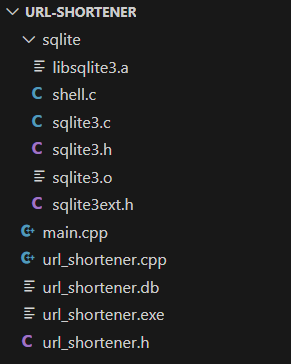 URL-SHORTENER
sqlite
libsqlite3.a
C shell.c
C sqlite3.c
C sqlite3.h
sqlite3.o
C sqlite3ext.h
C++ main.cpp
C++ url_shortener.cpp
url_shortener.db
url_shortener.exe
C url_shortener.h